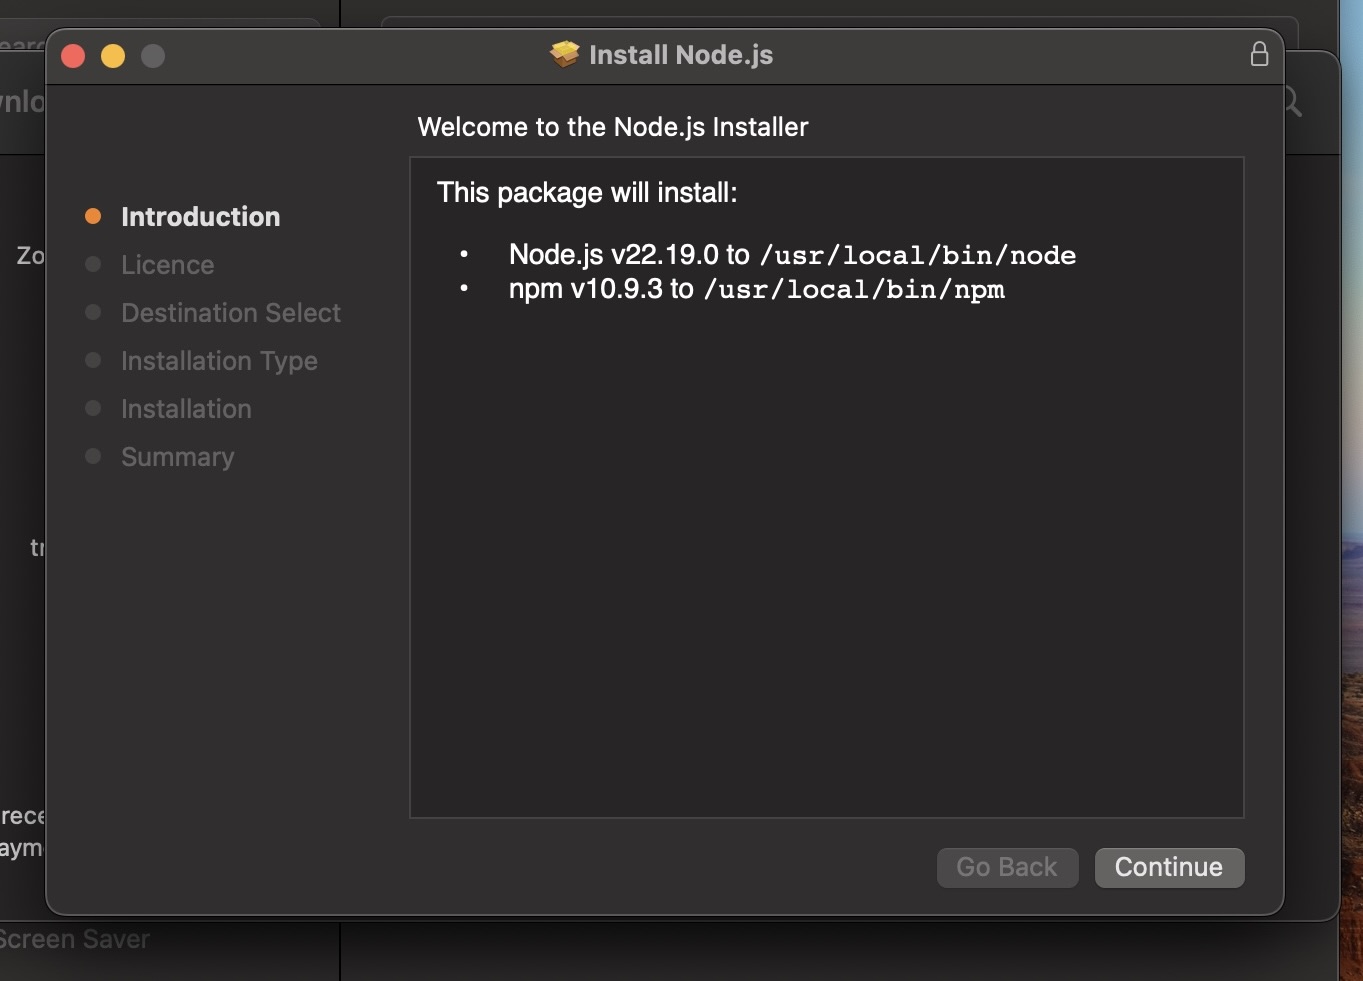 Install Node.js
Welcome to the Node.js Installer
This package will install:
• Node.js v22.19.0 to /usr/local/bin/node
• npm v10.9.3 to /usr/local/bin/npm
Introduction
Licence
Destination Select
Installation Type
Installation
Summary
Go Back
Continue
Zo
tr
rece
aym
Screen Saver